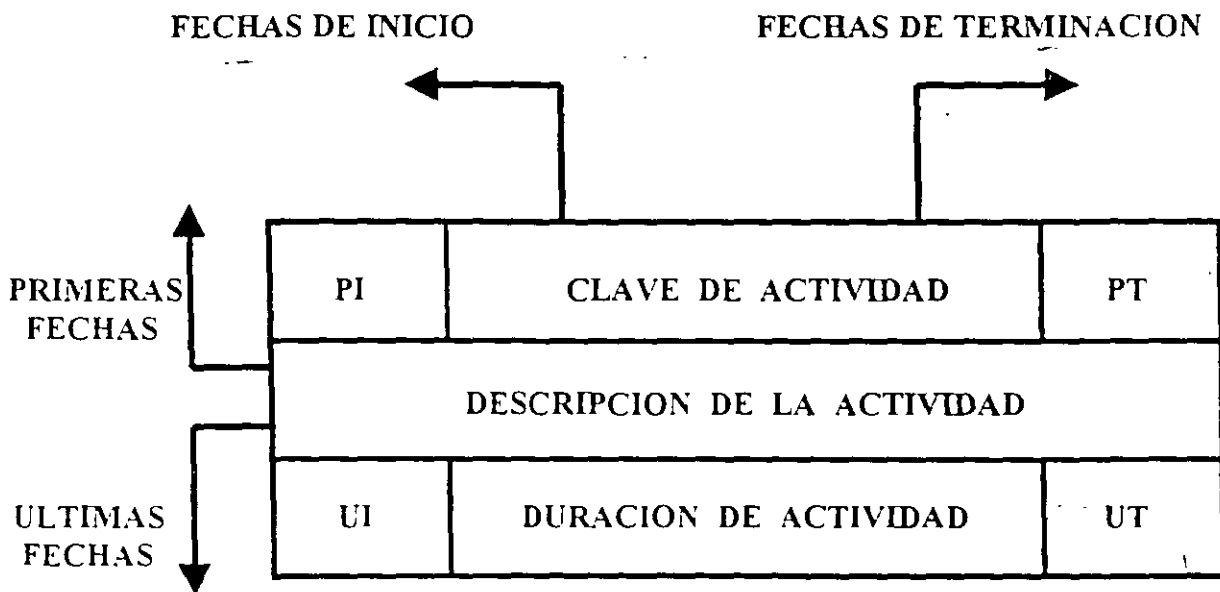 FECHAS DE INICIO
FECHAS DE TERMINACION
PRIMERAS
FECHAS
PI
CLAVE DE ACTIVIDAD
PT
DESCRIPCION DE LA ACTIVIDAD
ULTIMAS
FECHAS
UI
DURACION DE ACTIVIDAD
UT